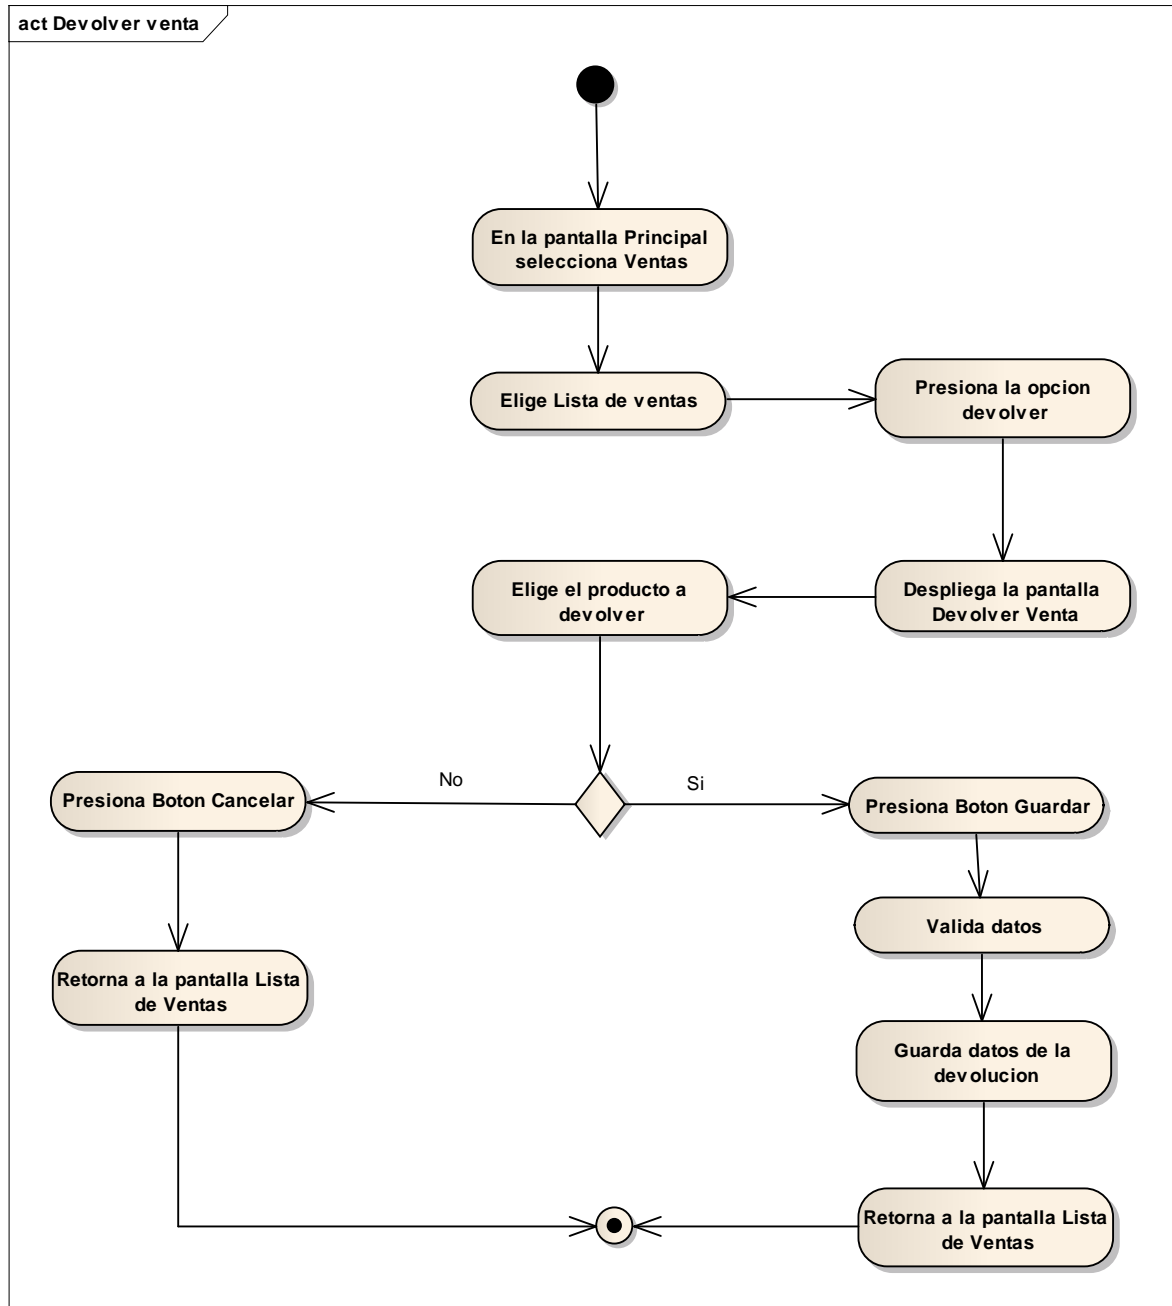 act Devolver venta
En la pantalla Principal
selecciona Ventas
Elige Lista de ventas
Presiona la opcion
devolver
Despliega la pantalla
Devolver Venta
Elige el producto a
devolver
No
Si
Presiona Boton Cancelar
Retorna a la pantalla Lista
de Ventas
Presiona Boton Guardar
Valida datos
Guarda datos de la
devolucion
Retorna a la pantalla Lista
de Ventas